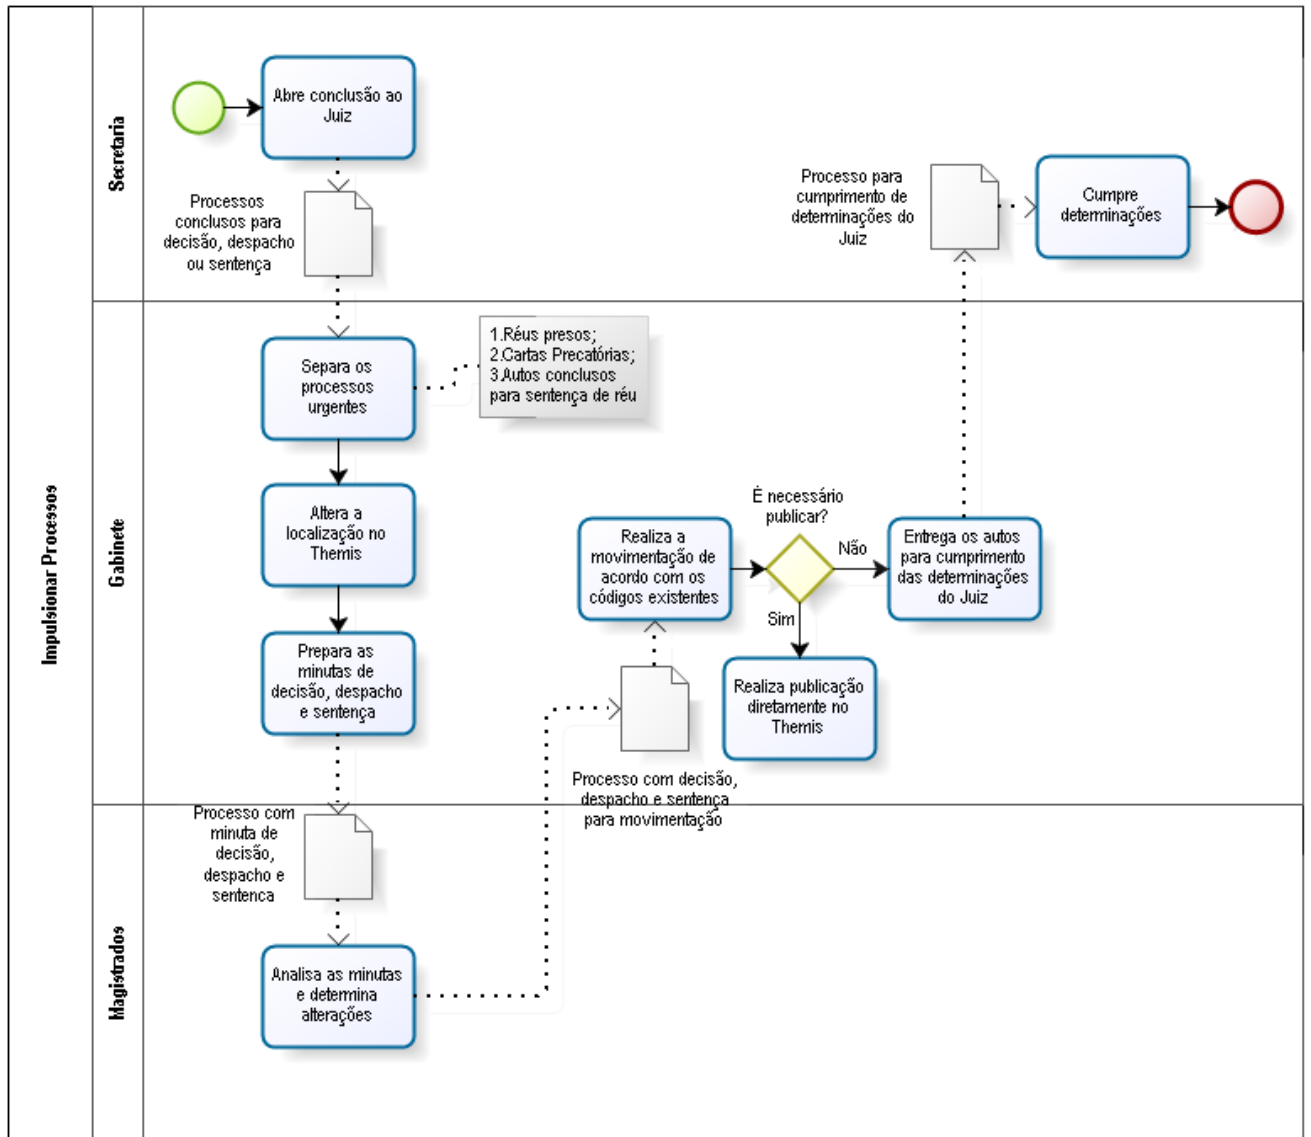 Impulsionar Processos
Secretaria
Abre conclusão ao
Juiz
Processos
conclusos para
decisão, despacho
ou sentença
Processo para
cumprimento de
determinações do
Juiz
Cumpre
determinações
Gabinete
Separa os
processos
urgentes
1.Réus presos;
2.Cartas Precatórias;
3.Autos conclusos
para sentença de réu
Altera a
localização no
Themis
Prepara as
minutas de
decisão, despacho
e sentença
Realiza a
movimentação de
acordo com os
códigos existentes
É necessário
publicar?
Não
Sim
Entrega os autos
para cumprimento
das determinações
do Juiz
Realiza publicação
diretamente no
Themis
Processo com decisão,
despacho e sentença
para movimentação
Magistrados
Processo com
minuta de
decisão,
despacho e
sentenca
Analisa as minutas
e determina
alterações